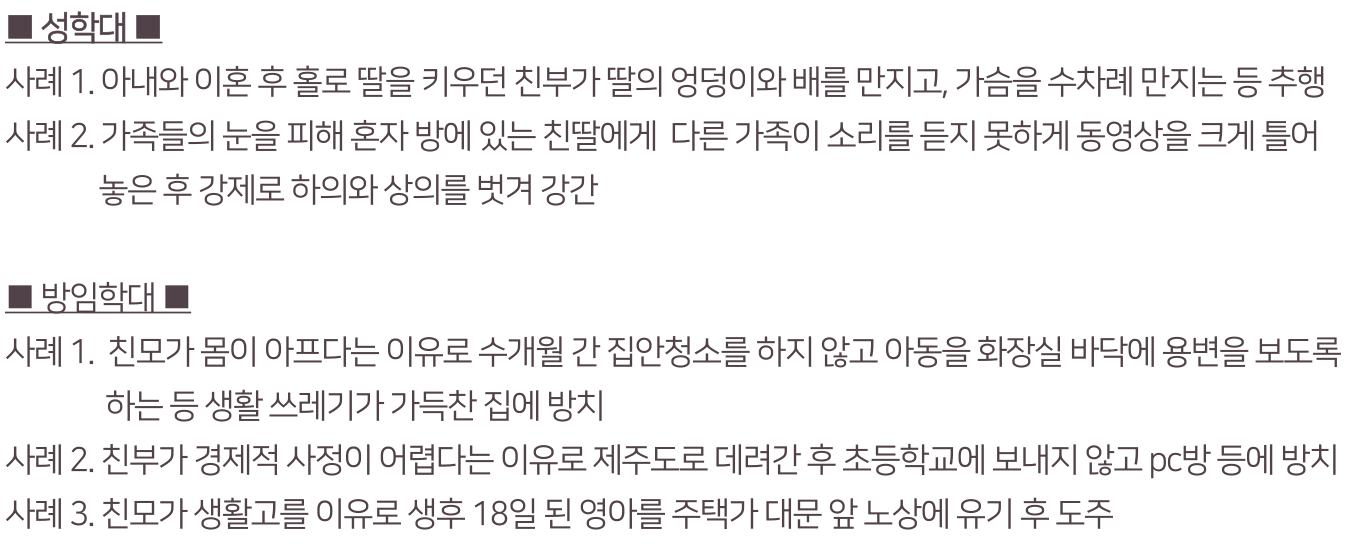 ■ 성학대 ■
사례 1. 아내와 이혼 후 홀로 딸을 키우던 친부가 딸의 엉덩이와 배를 만지고, 가슴을 수차례 만지는 등 추행
사례 2. 가족들의 눈을 피해 혼자 방에 있는 친딸에게 다른 가족이 소리를 듣지 못하게 동영상을 크게 틀어
놓은 후 강제로 하의와 상의를 벗겨 강간
■ 방임학대 ■
사례 1. 친모가 몸이 아프다는 이유로 수개월 간 집안청소를 하지 않고 아동을 화장실 바닥에 용변을 보도록
하는 등 생활 쓰레기가 가득찬 집에 방치
사례 2. 친부가 경제적 사정이 어렵다는 이유로 제주도로 데려간 후 초등학교에 보내지 않고 pc방 등에 방치
사례 3. 친모가 생활고를 이유로 생후 18일 된 영아를 주택가 대문 앞 노상에 유기 후 도주